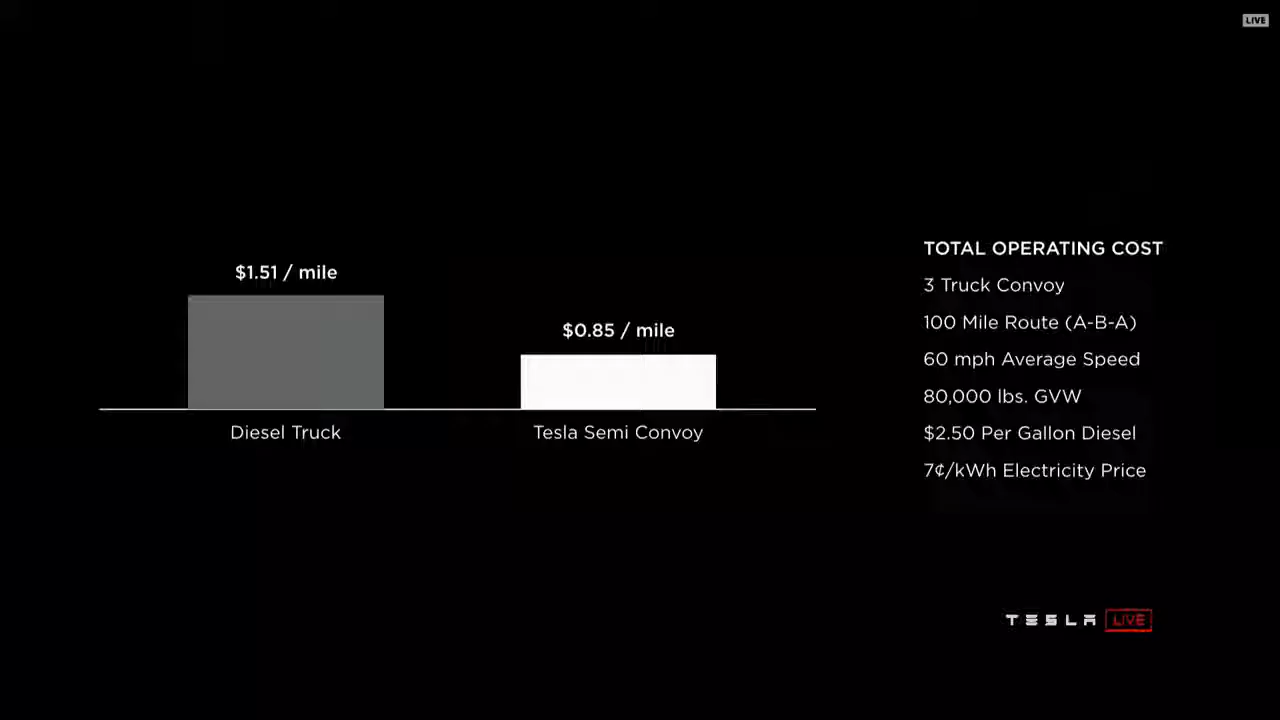 LIVE
$1.51 / mile
$0.85 / mile
Diesel Truck
Tesla Semi Convoy
TOTAL OPERATING COST
3 Truck Convoy
100 Mile Route (A-B-A)
60 mph Average Speed
80,000 lbs. GVW
$2.50 Per Gallon Diesel
7¢/kWh Electricity Price
TESLA LIVE